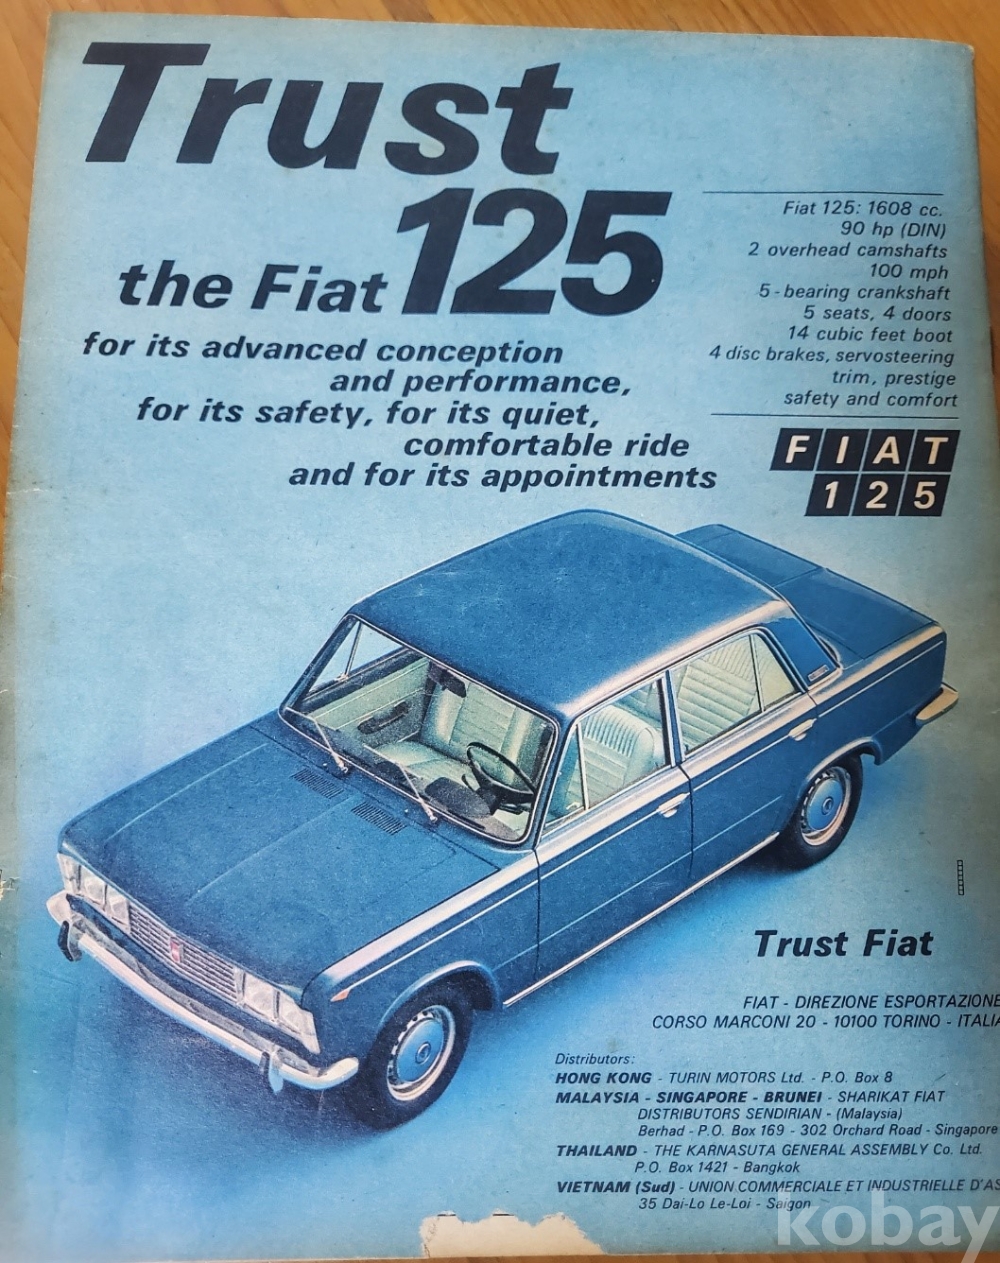 Trust
the Fiat 125
for its advanced conception
and performance,
for its safety, for its quiet,
comfortable ride
and for its appointments
Fiat 125: 1608 cc.
90 hp (DIN)
2 overhead camshafts
100 mph
5-bearing crankshaft
5 seats, 4 doors
14 cubic feet boot
4 disc brakes, servosteering
trim, prestige
safety and comfort
FIAT
125
Trust Fiat
FIAT - DIREZIONE ESPORTAZIONE
CORSO MARCONI 20 - 10100 TORINO - ITALIA
Distributors:
HONG KONG - TURIN MOTORS Ltd. - P.O. Box 8
MALAYSIA - SINGAPORE - BRUNEI - SHARIKAT FIAT
DISTRIBUTORS SENDIRIAN - (Malaysia)
Berhad - P.O. Box 169 - 302 Orchard Road - Singapore
THAILAND - THE KARNASUTA GENERAL ASSEMBLY Co. Ltd.
P.O. Box 1421 - Bangkok
VIETNAM (Sud) - UNION COMMERCIALE ET INDUSTRIELLE D'AS
35 Dai-Lo Le-Loi - Saigon
kobay